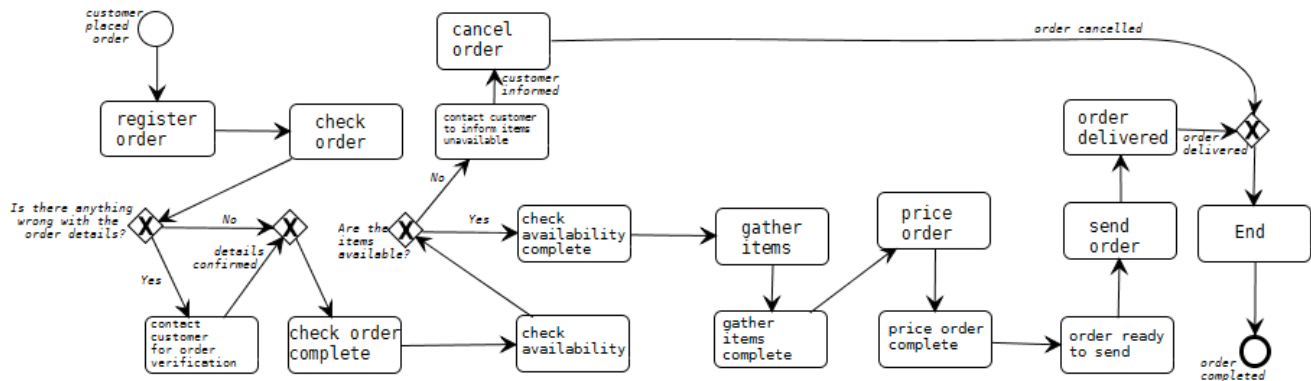 customer
placed
order
register
order
check
order
Is there anything
wrong with the
order details?
X
No
Yes
details
confirmed
X
contact
customer
for order
verification
check order
complete
check
availability
Are the
items
available?
X
No
Yes
contact customer
to inform items
unavailable
customer
informed
cancel
order
order cancelled
check
availability
complete
gather
items
gather
items
complete
price
order
price order
complete
order ready
to send
send
order
order
delivered
order
delivered
X
End
order
completed